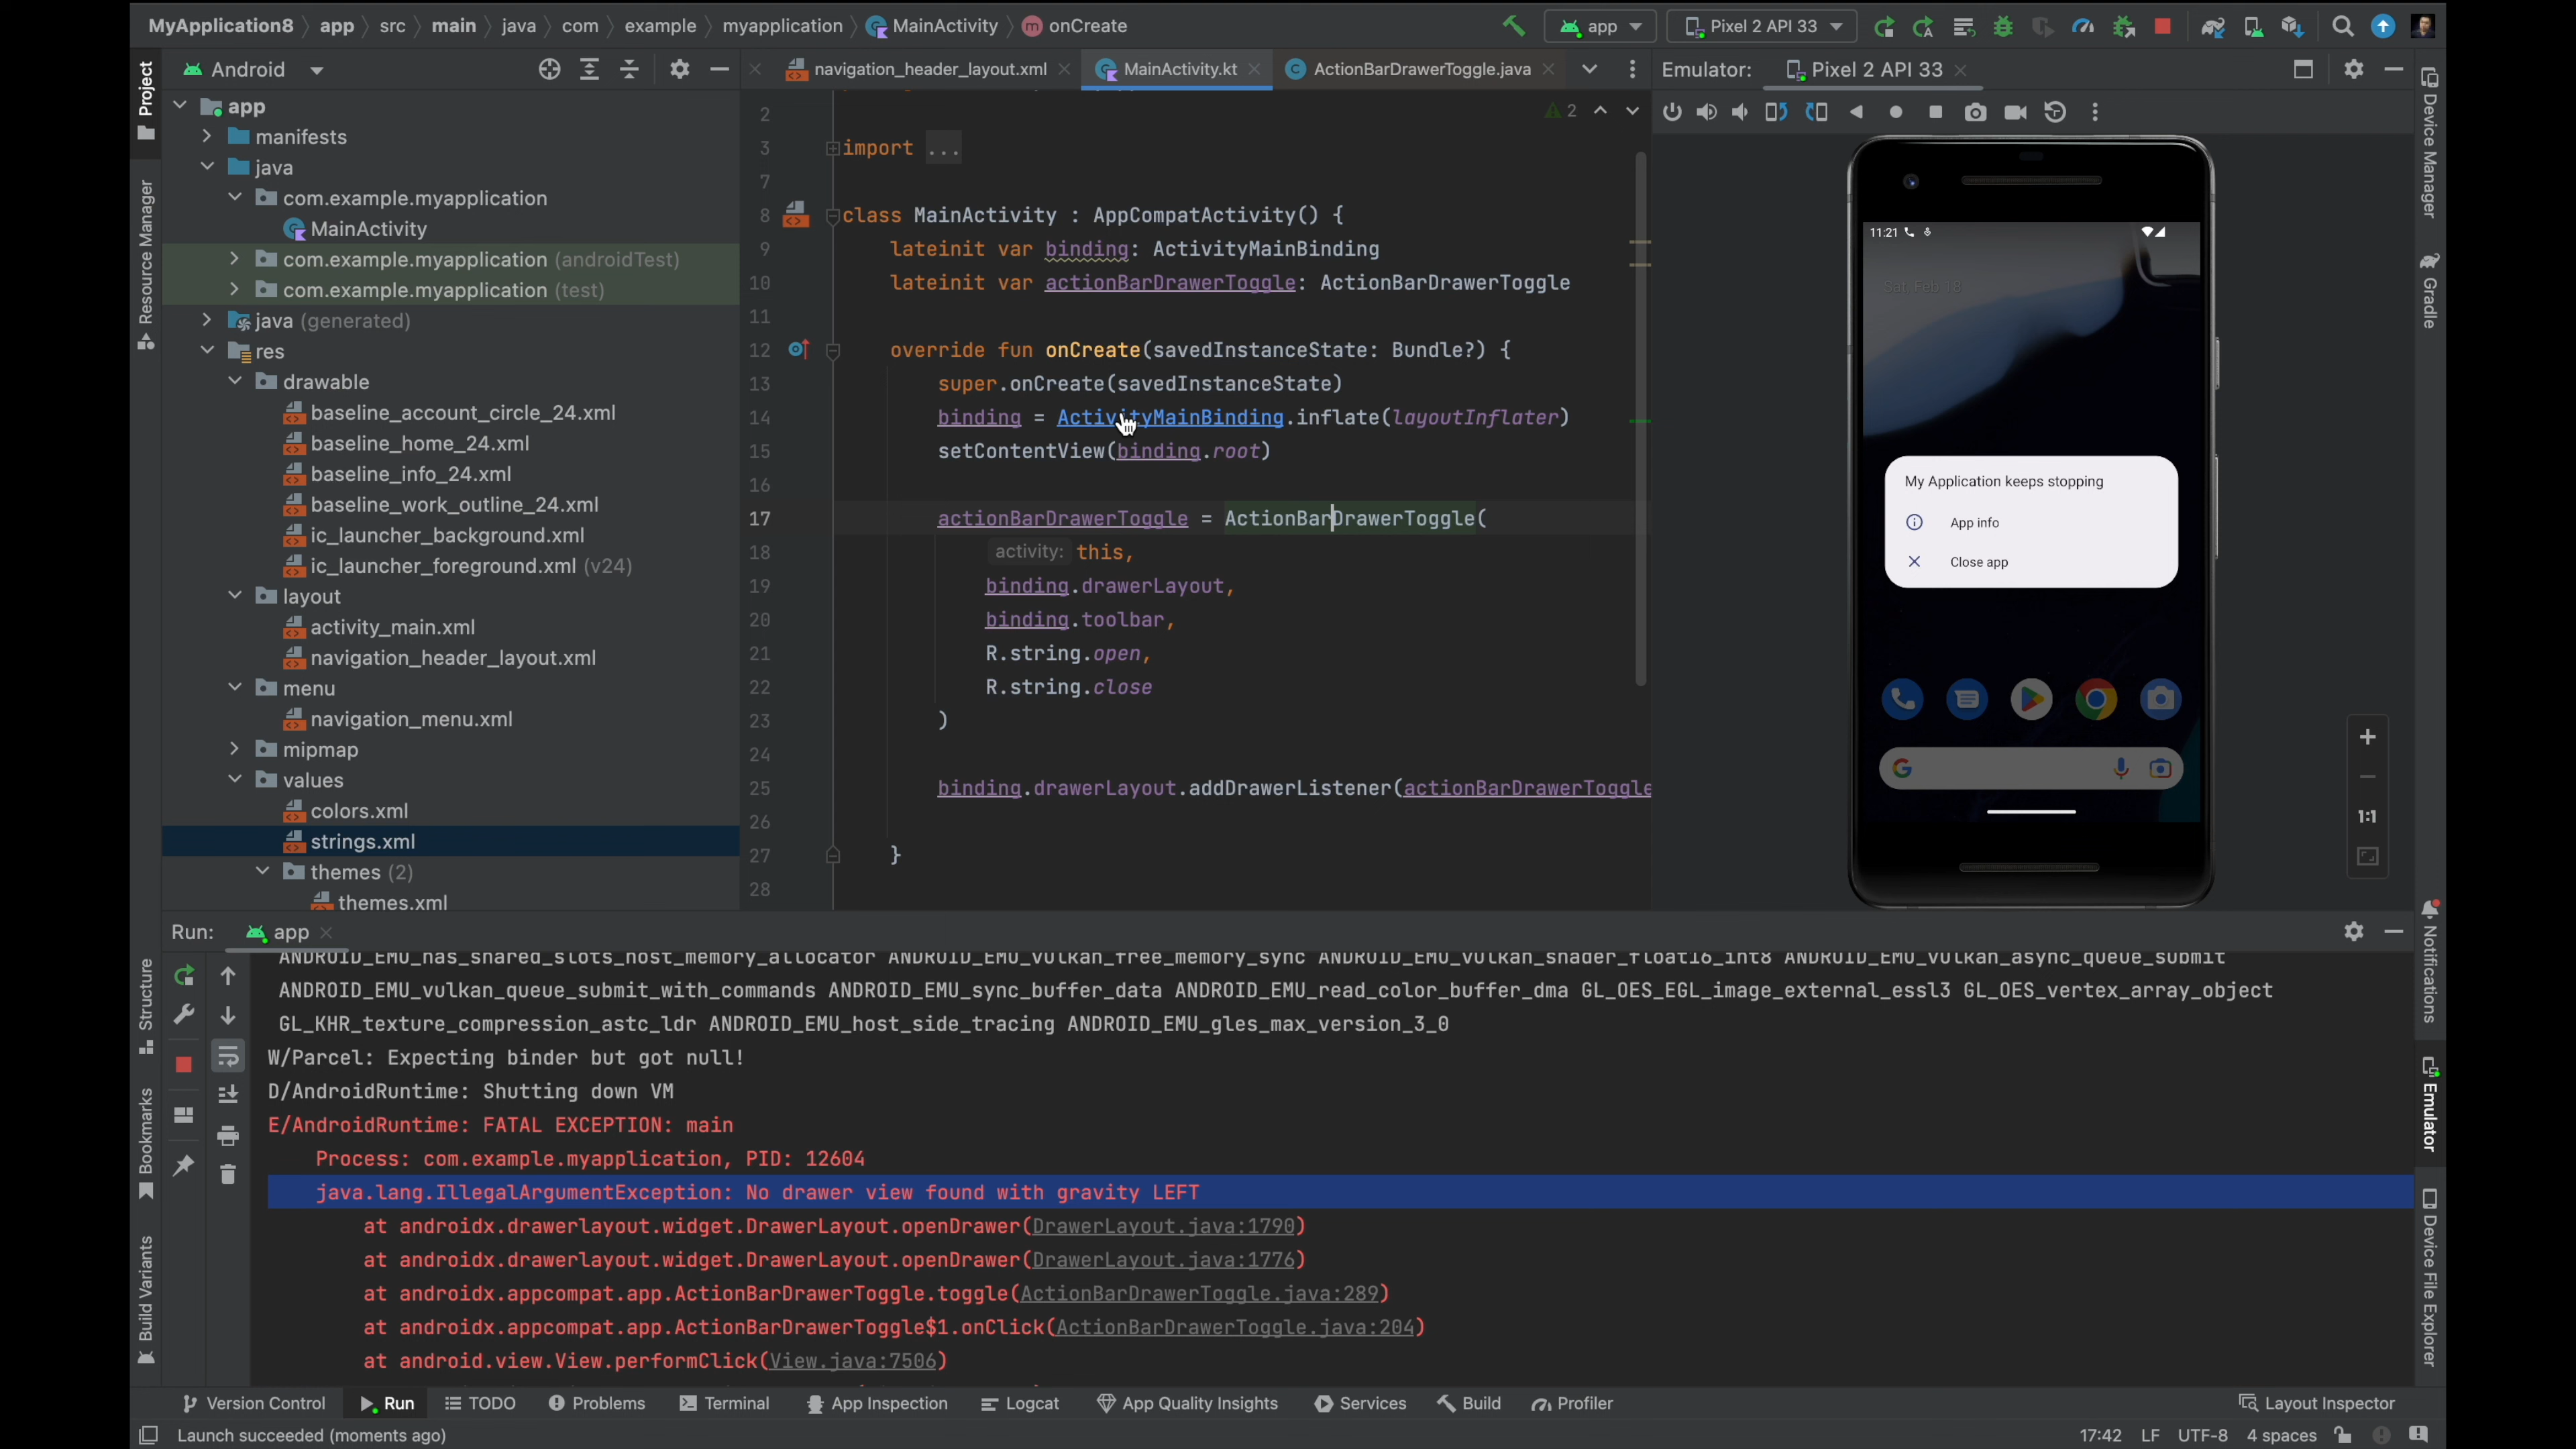 MyApplication8 app src main java com example myapplication MainActivity onCreate
app
Pixel 2 API 33
Project
Resource Manager
Structure
Bookmarks
Build Variants
Android
app
manifests
java
com.example.myapplication
MainActivity
com.example.myapplication (androidTest)
com.example.myapplication (test)
java (generated)
res
drawable
baseline_account_circle_24.xml
baseline_home_24.xml
baseline_info_24.xml
baseline_work_outline_24.xml
ic_launcher_background.xml
ic_launcher_foreground.xml (v24)
layout
activity_main.xml
navigation_header_layout.xml
menu
navigation_menu.xml
mipmap
values
colors.xml
strings.xml
themes (2)
themes.xml
navigation_header_layout.xml MainActivity.kt ActionBarDrawerToggle.java
2
2
3 import ...
7
8 class MainActivity : AppCompatActivity() {
9 lateinit var binding: ActivityMainBinding
10 lateinit var actionBarDrawerToggle: ActionBarDrawerToggle
11
12 override fun onCreate(savedInstanceState: Bundle?) {
13 super.onCreate(savedInstanceState)
14 binding = ActivityMainBinding.inflate(layoutInflater)
15 setContentView(binding.root)
16
17 actionBarDrawerToggle = ActionBarDrawerToggle(
18 activity: this,
19 binding.drawerLayout,
20 binding.toolbar,
21 R.string.open,
22 R.string.close
23 )
24
25 binding.drawerLayout.addDrawerListener(actionBarDrawerToggle
26
27 }
28
Emulator: Pixel 2 API 33
11:21
Sat, Feb 18
My Application keeps stopping
App info
Close app
G
1:1
Device Manager
Gradle
Notifications
Emulator
Device File Explorer
Run: app
ANDROID_EMU_has_shared_slots_host_memory_allocator ANDROID_EMU_vulkan_free_memory_sync ANDROID_EMU_vulkan_shader_float16_int8 ANDROID_EMU_vulkan_async_queue_submit
ANDROID_EMU_vulkan_queue_submit_with_commands ANDROID_EMU_sync_buffer_data ANDROID_EMU_read_color_buffer_dma GL_OES_EGL_image_external_essl3 GL_OES_vertex_array_object
GL_KHR_texture_compression_astc_ldr ANDROID_EMU_host_side_tracing ANDROID_EMU_gles_max_version_3_0
W/Parcel: Expecting binder but got null!
D/AndroidRuntime: Shutting down VM
E/AndroidRuntime: FATAL EXCEPTION: main
Process: com.example.myapplication, PID: 12604
java.lang.IllegalArgumentException: No drawer view found with gravity LEFT
at androidx.drawerlayout.widget.DrawerLayout.openDrawer(DrawerLayout.java:1790)
at androidx.drawerlayout.widget.DrawerLayout.openDrawer(DrawerLayout.java:1776)
at androidx.appcompat.app.ActionBarDrawerToggle.toggle(ActionBarDrawerToggle.java:289)
at androidx.appcompat.app.ActionBarDrawerToggle$1.onClick(ActionBarDrawerToggle.java:204)
at android.view.View.performClick(View.java:7506)
Version Control Run TODO Problems Terminal App Inspection Logcat App Quality Insights Services Build Profiler Layout Inspector
Launch succeeded (moments ago) 17:42 LF UTF-8 4 spaces